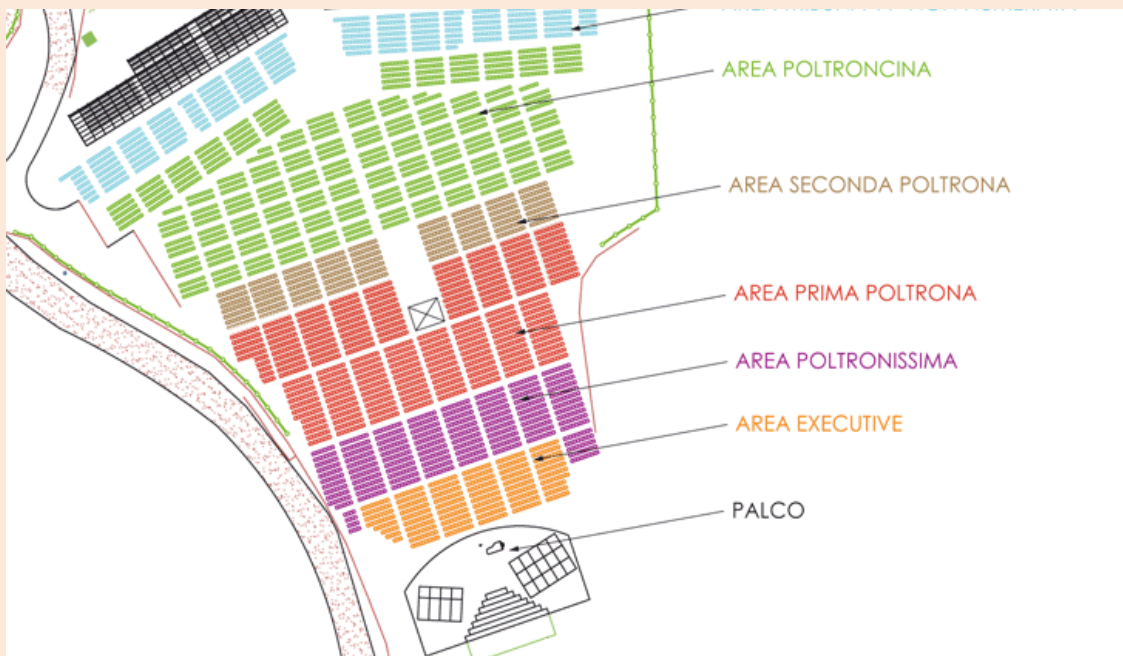 AREA POLTRONCINA
AREA SECONDA POLTRONA
AREA PRIMA POLTRONA
AREA POLTRONISSIMA
AREA EXECUTIVE
PALCO